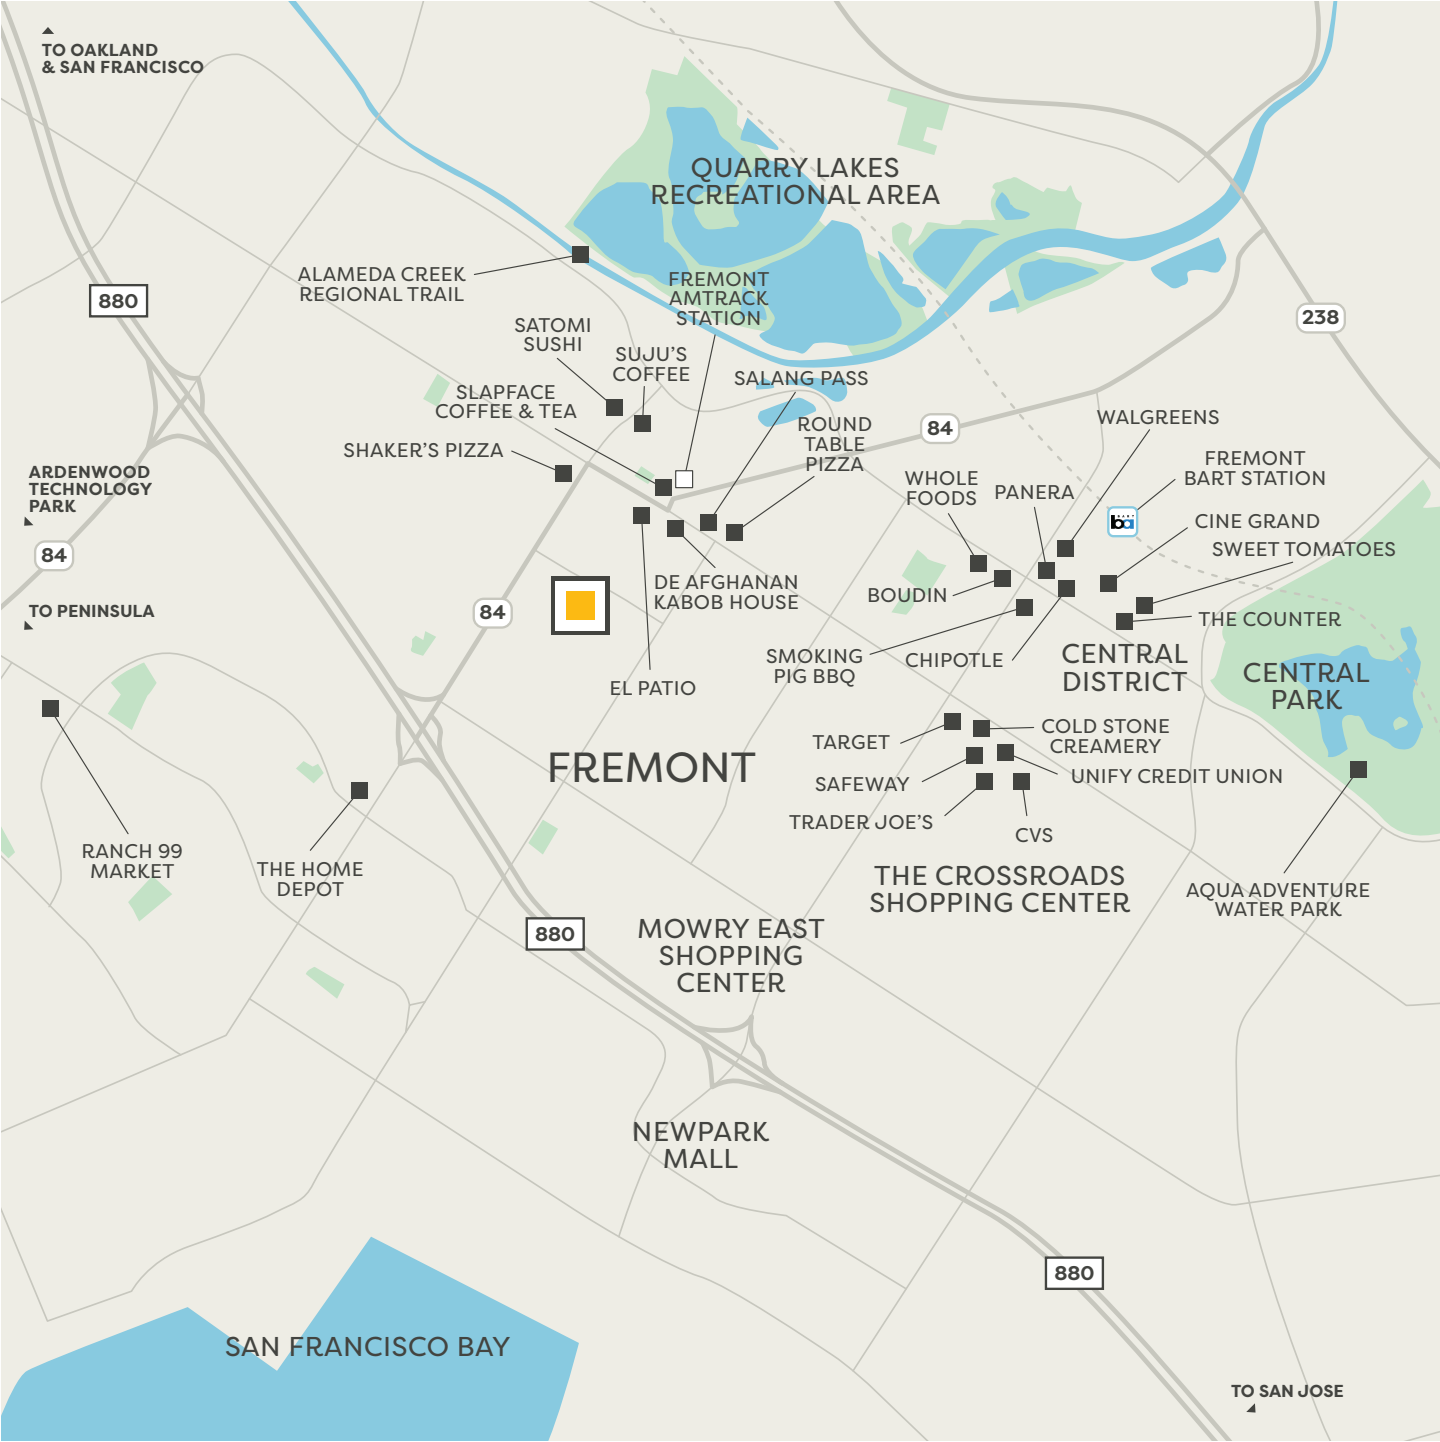 TO OAKLAND
& SAN FRANCISCO
QUARRY LAKES
RECREATIONAL AREA
ALAMEDA CREEK
REGIONAL TRAIL
880
FREMONT
AMTRACK
STATION
238
SATOMI
SUSHI
SUJU'S
COFFEE
SALANG PASS
SLAPFACE
COFFEE & TEA
SHAKER'S PIZZA
ROUND
TABLE
PIZZA
84
WALGREENS
WHOLE
FOODS
PANERA
FREMONT
BART STATION
ba
CINE GRAND
SWEET TOMATOES
ARDENWOOD
TECHNOLOGY
PARK
84
TO PENINSULA
84
DE AFGHANAN
KABOB HOUSE
BOUDIN
THE COUNTER
SMOKING
PIG BBQ
CHIPOTLE
CENTRAL
DISTRICT
CENTRAL
PARK
EL PATIO
TARGET
COLD STONE
CREAMERY
FREMONT
SAFEWAY
UNIFY CREDIT UNION
TRADER JOE'S
CVS
RANCH 99
MARKET
THE HOME
DEPOT
THE CROSSROADS
SHOPPING CENTER
AQUA ADVENTURE
WATER PARK
880
MOWRY EAST
SHOPPING
CENTER
NEWPARK
MALL
880
SAN FRANCISCO BAY
TO SAN JOSE